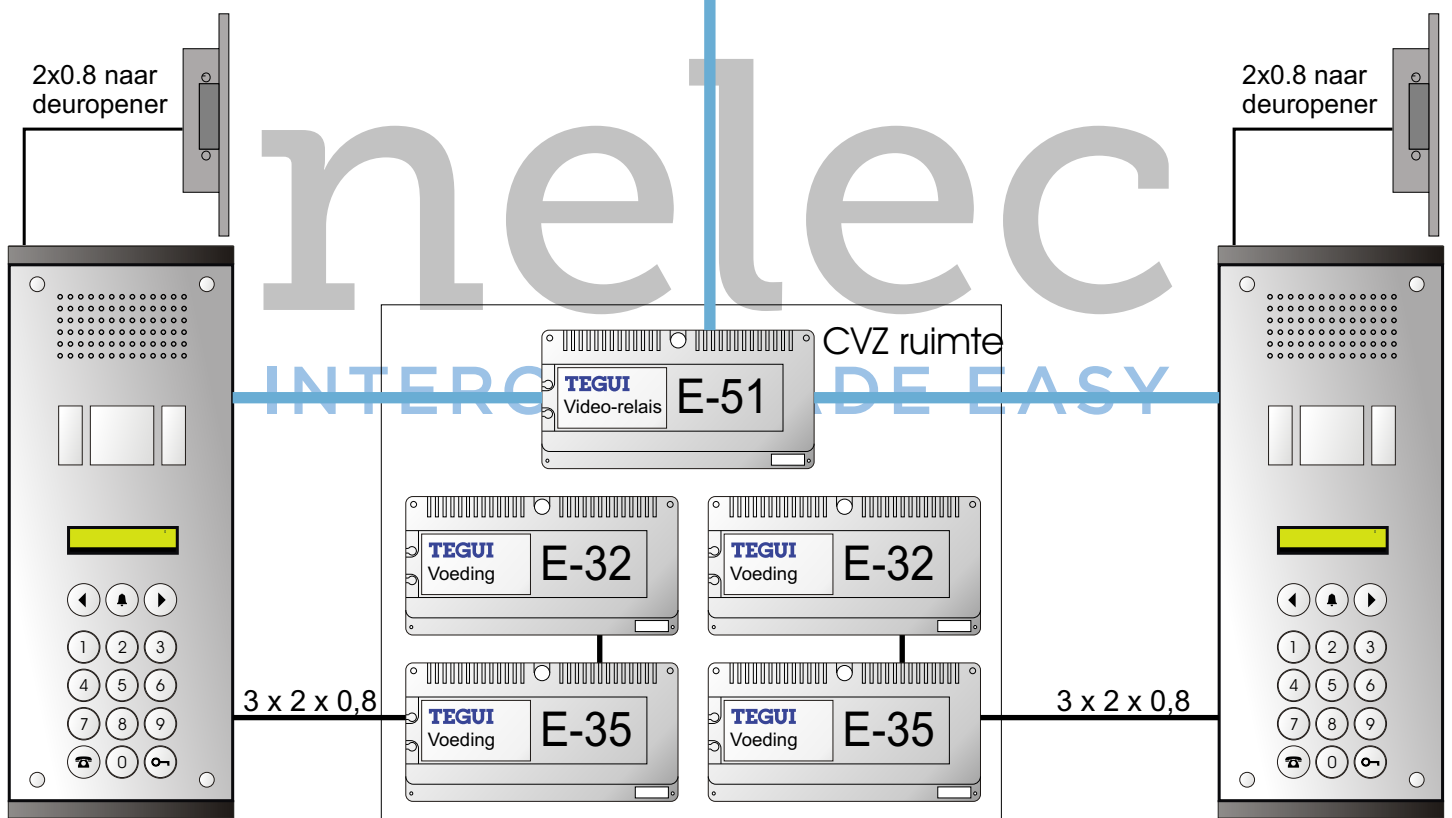 2x0.8 naar
deuropener
2x0.8 naar
deuropener
nelec
CVZ ruimte
TEGUI
Video-relais
E-51
TEGUI
Voeding
E-32
TEGUI
Voeding
E-32
1 2 3
4 5 6
7 8 9
0
3 x 2 x 0,8
TEGUI
Voeding
E-35
TEGUI
Voeding
E-35
3 x 2 x 0,8
1 2 3
4 5 6
7 8 9
0